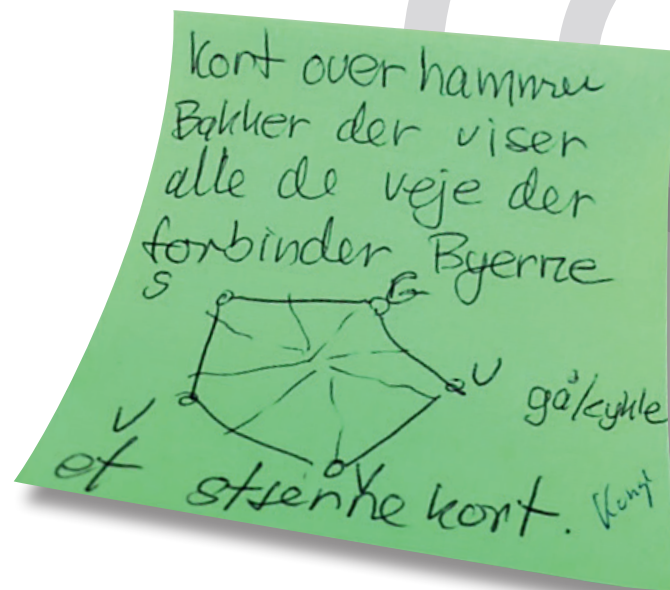 Kort over hammer
Bakker der viser
alle de veje der
forbinder Byerne
S
G
U
gå/cykle
V
V
et stjerne kort.